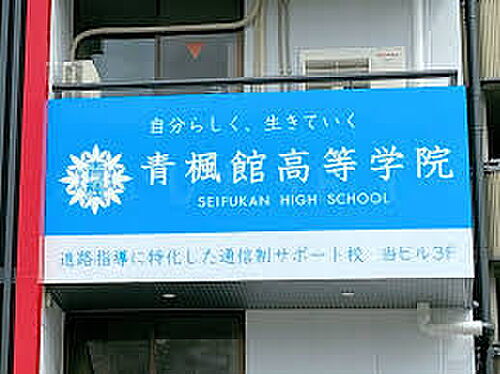 自分らしく、生きていく
青楓館高等学院
SEIFUKAN HIGH SCHOOL
進路指導に特化した通信制サポート校 当ビル3F